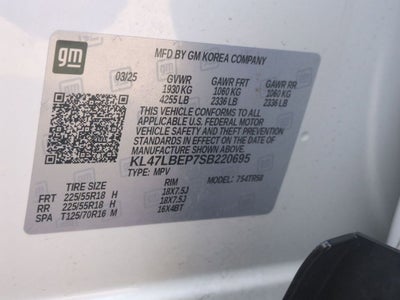 gm
MFD BY GM KOREA COMPANY
03/25 GVWR GAWR FRT GAWR RR
1930 KG 1060 KG 1060 KG
4255 LB 2336 LB 2336 LB
THIS VEHICLE CONFORMS TO ALL APPLICABLE U.S. FEDERAL MOTOR
VEHICLE SAFETY AND THEFT PREVENTION
STANDARDS IN EFFECT ON THE DATE OF
MANUFACTURE SHOWN ABOVE.
KL47LBEP7SB220695
TYPE: MPV MODEL: 7S4TR58
TIRE SIZE RIM
FRT 225/55R18 H 18X7.5J
RR 225/55R18 H 18X7.5J
SPA T125/70R16 M 16X4BT